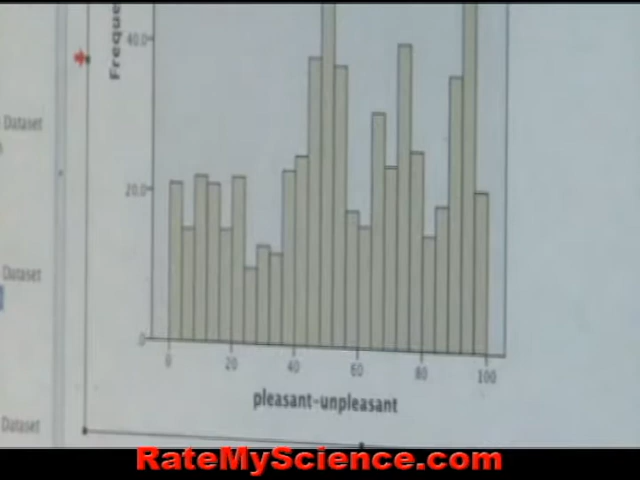 Freque
40.0
Dataset
20.0
Dataset
0
0 20 40 60 80 100
pleasant-unpleasant
Dataset
RateMyScience.com